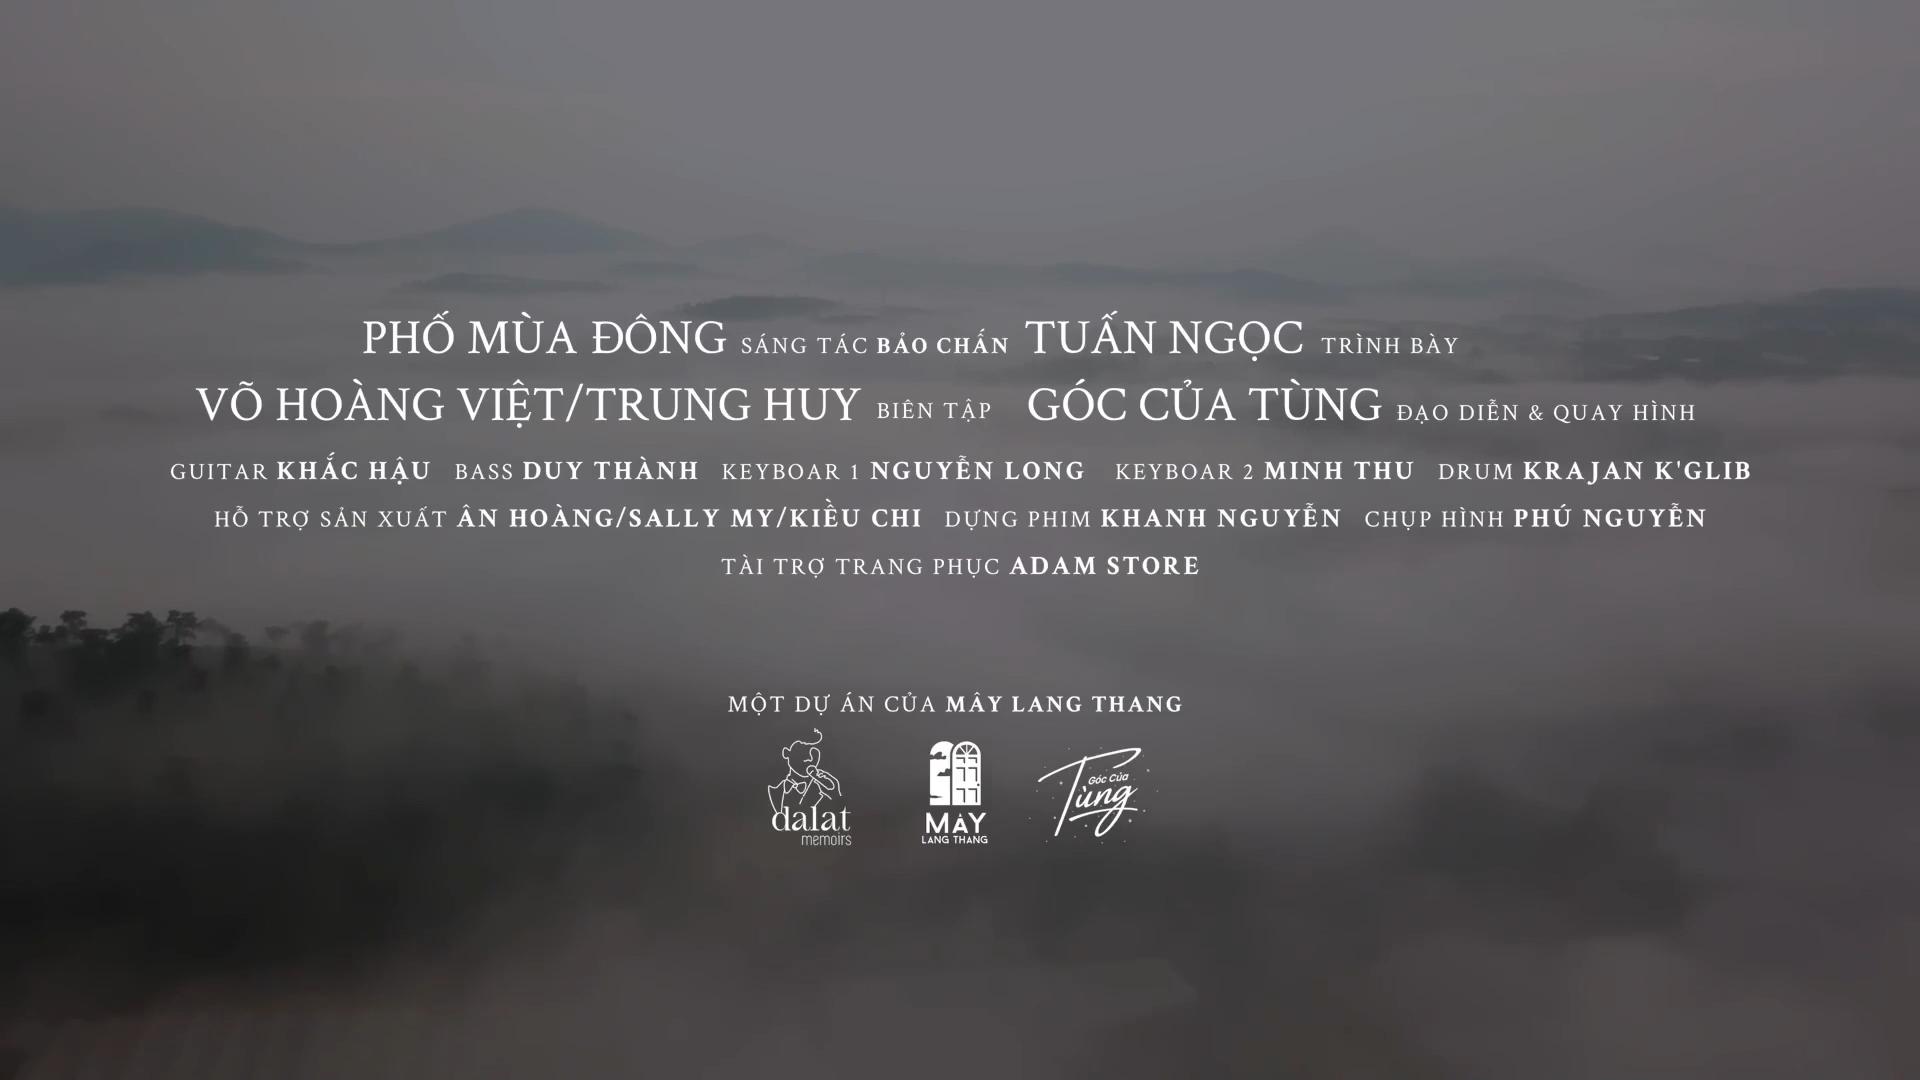 PHỐ MÙA ĐÔNG SÁNG TÁC BẢO CHẤN TUẤN NGỌC TRÌNH BÀY
VÕ HOÀNG VIỆT/TRUNG HUY BIÊN TẬP GÓC CỦA TÙNG ĐẠO DIỄN & QUAY HÌNH
GUITAR KHẮC HẬU BASS DUY THÀNH KEYBOAR 1 NGUYỄN LONG KEYBOAR 2 MINH THU DRUM KRAJAN K'GLIB
HỖ TRỢ SẢN XUẤT ÂN HOÀNG/SALLY MY/KIỀU CHI DỰNG PHIM KHANH NGUYỄN CHỤP HÌNH PHÚ NGUYỄN
TÀI TRỢ TRANG PHỤC ADAM STORE
MỘT DỰ ÁN CỦA MÂY LANG THANG
dalat
memoirs
MÂY
LANG THANG
Góc Của
Tùng